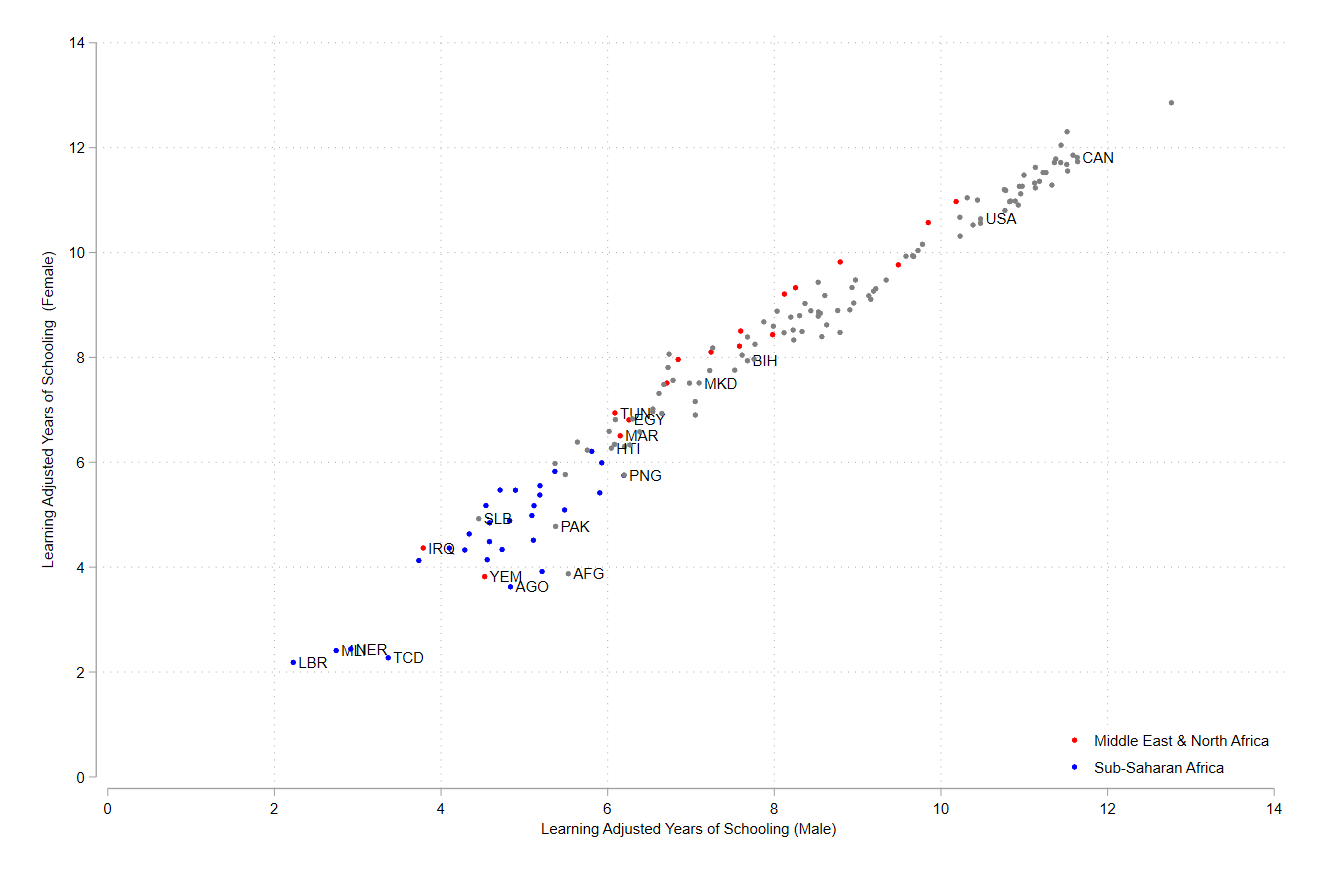 14
12
10
8
6
4
2
0
Learning Adjusted Years of Schooling (Female)
CAN
USA
BIH
MKD
TUN
EGY
MAR
HTI
PNG
SLB
PAK
IRQ
YEM
AFG
AGO
LBR
MLI
NER
TCD
Middle East & North Africa
Sub-Saharan Africa
0 2 4 6 8 10 12 14
Learning Adjusted Years of Schooling (Male)